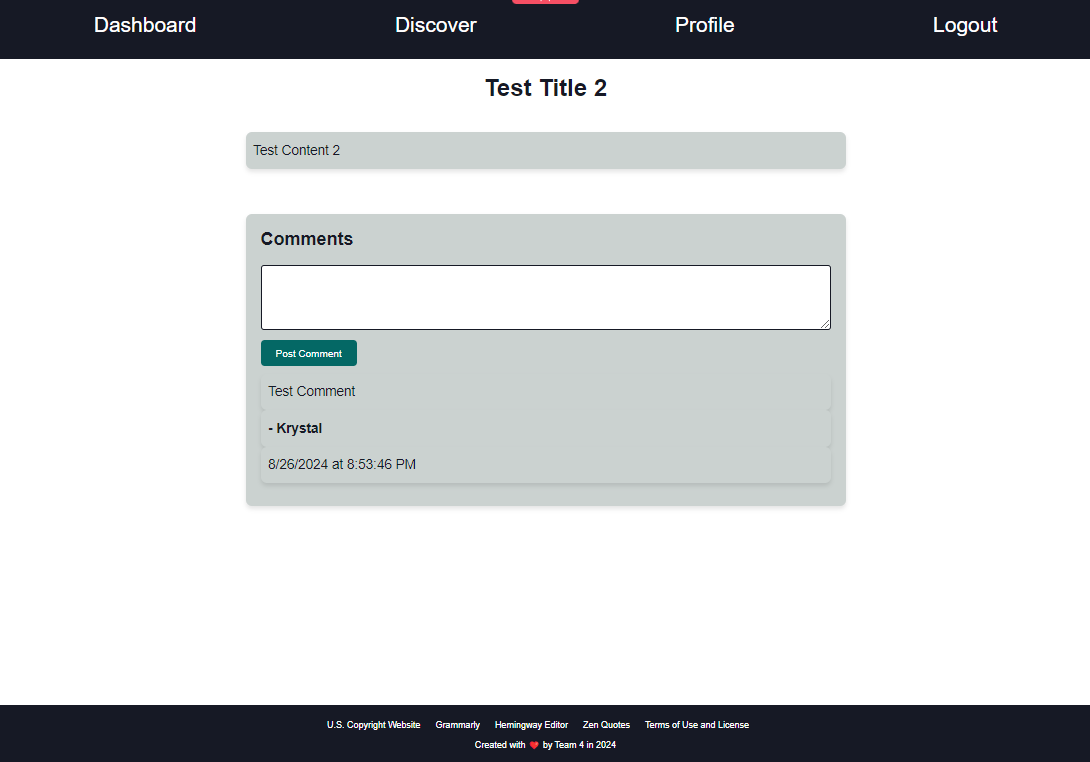 Dashboard Discover Profile Logout
Test Title 2
Test Content 2
Comments
Post Comment
Test Comment
- Krystal
8/26/2024 at 8:53:46 PM
U.S. Copyright Website Grammarly Hemingway Editor Zen Quotes Terms of Use and License
Created with ❤️ by Team 4 in 2024